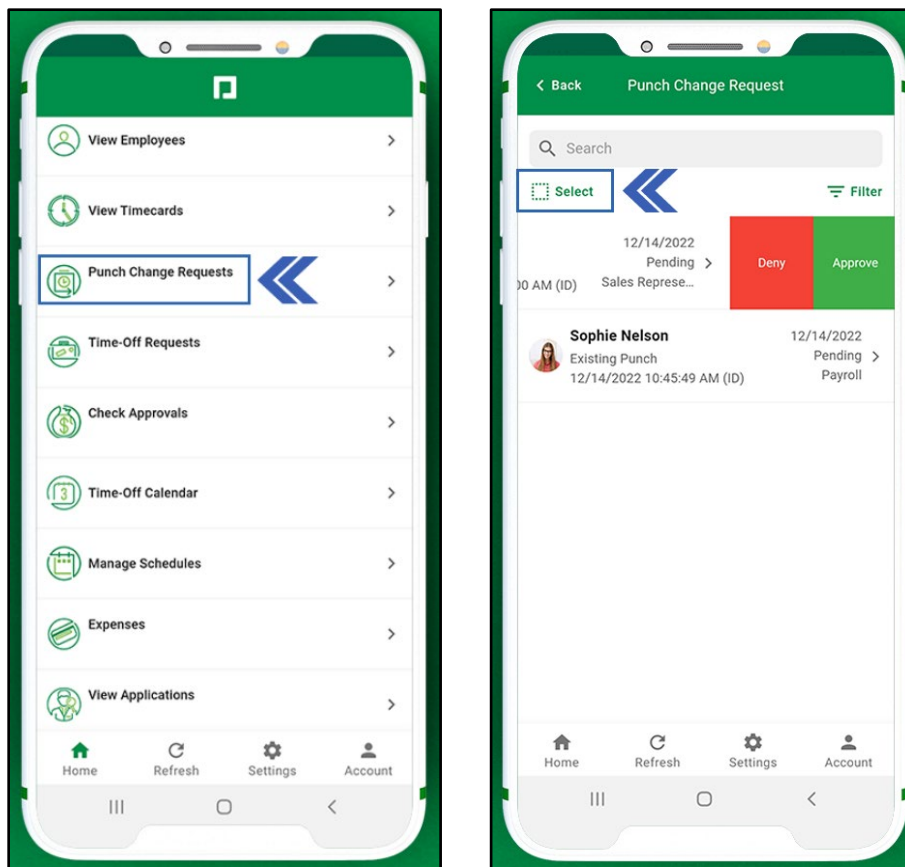 View Employees
View Timecards
Punch Change Requests
Time-Off Requests
Check Approvals
3
Time-Off Calendar
Manage Schedules
Expenses
View Applications
Home Refresh Settings Account
Back Punch Change Request
Search
Select Filter
12/14/2022
Pending
Deny Approve
00 AM (ID) Sales Represe...
Sophie Nelson 12/14/2022
Existing Punch Pending
12/14/2022 10:45:49 AM (ID) Payroll
Home Refresh Settings Account